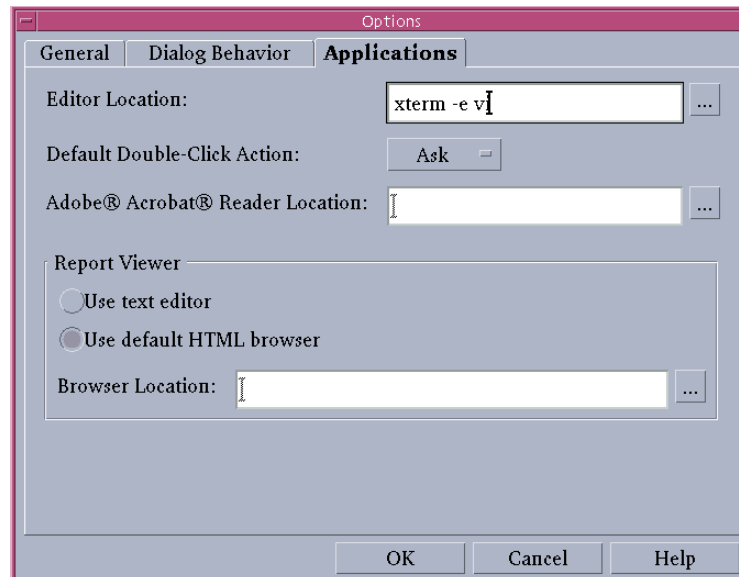 Options
General Dialog Behavior Applications
Editor Location: xterm -e vi ...
Default Double-Click Action: Ask
Adobe® Acrobat® Reader Location: ...
Report Viewer
Use text editor
Use default HTML browser
Browser Location: ...
OK Cancel Help